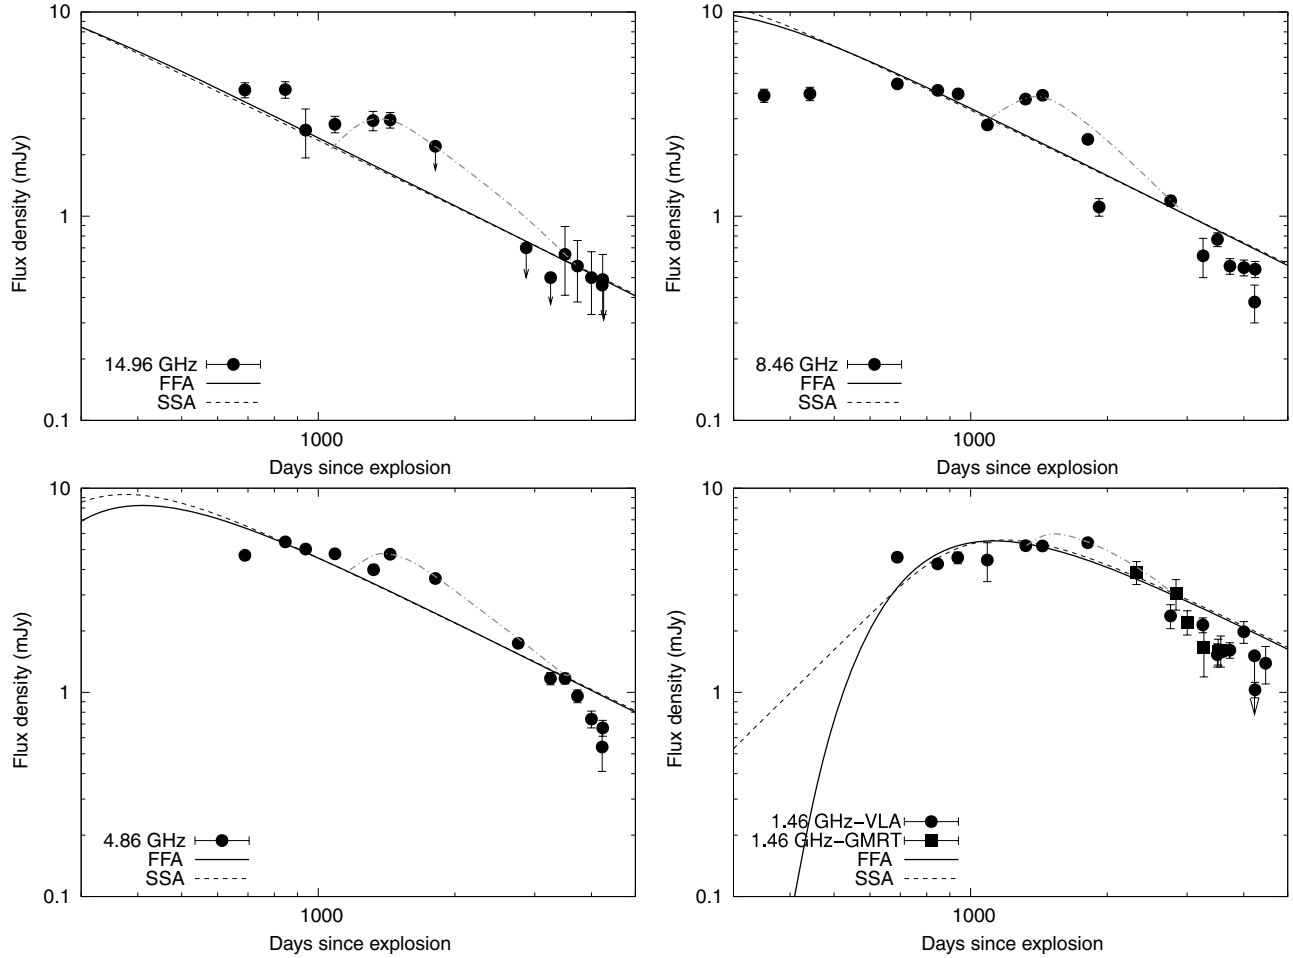 10
1
0.1
Flux density (mJy)
14.96 GHz
FFA
SSA
1000
Days since explosion
10
1
0.1
Flux density (mJy)
8.46 GHz
FFA
SSA
1000
Days since explosion
10
1
0.1
Flux density (mJy)
4.86 GHz
FFA
SSA
1000
Days since explosion
10
1
0.1
Flux density (mJy)
1.46 GHz−VLA
1.46 GHz−GMRT
FFA
SSA
1000
Days since explosion